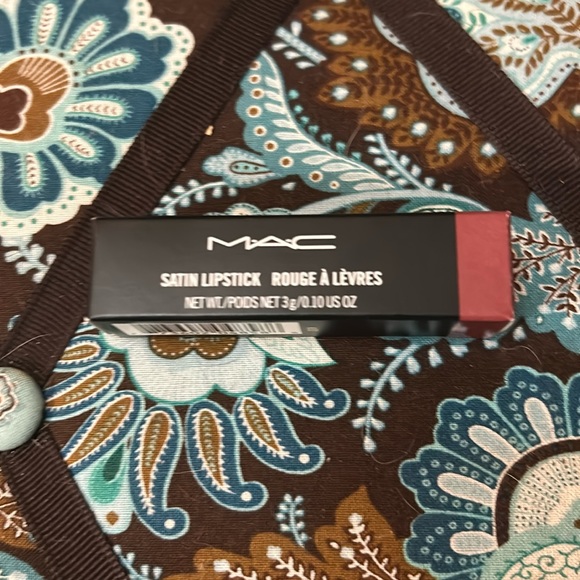 M·A·C
SATIN LIPSTICK ROUGE À LÈVRES
NET WT./POIDS NET 3 g/0.10 US OZ